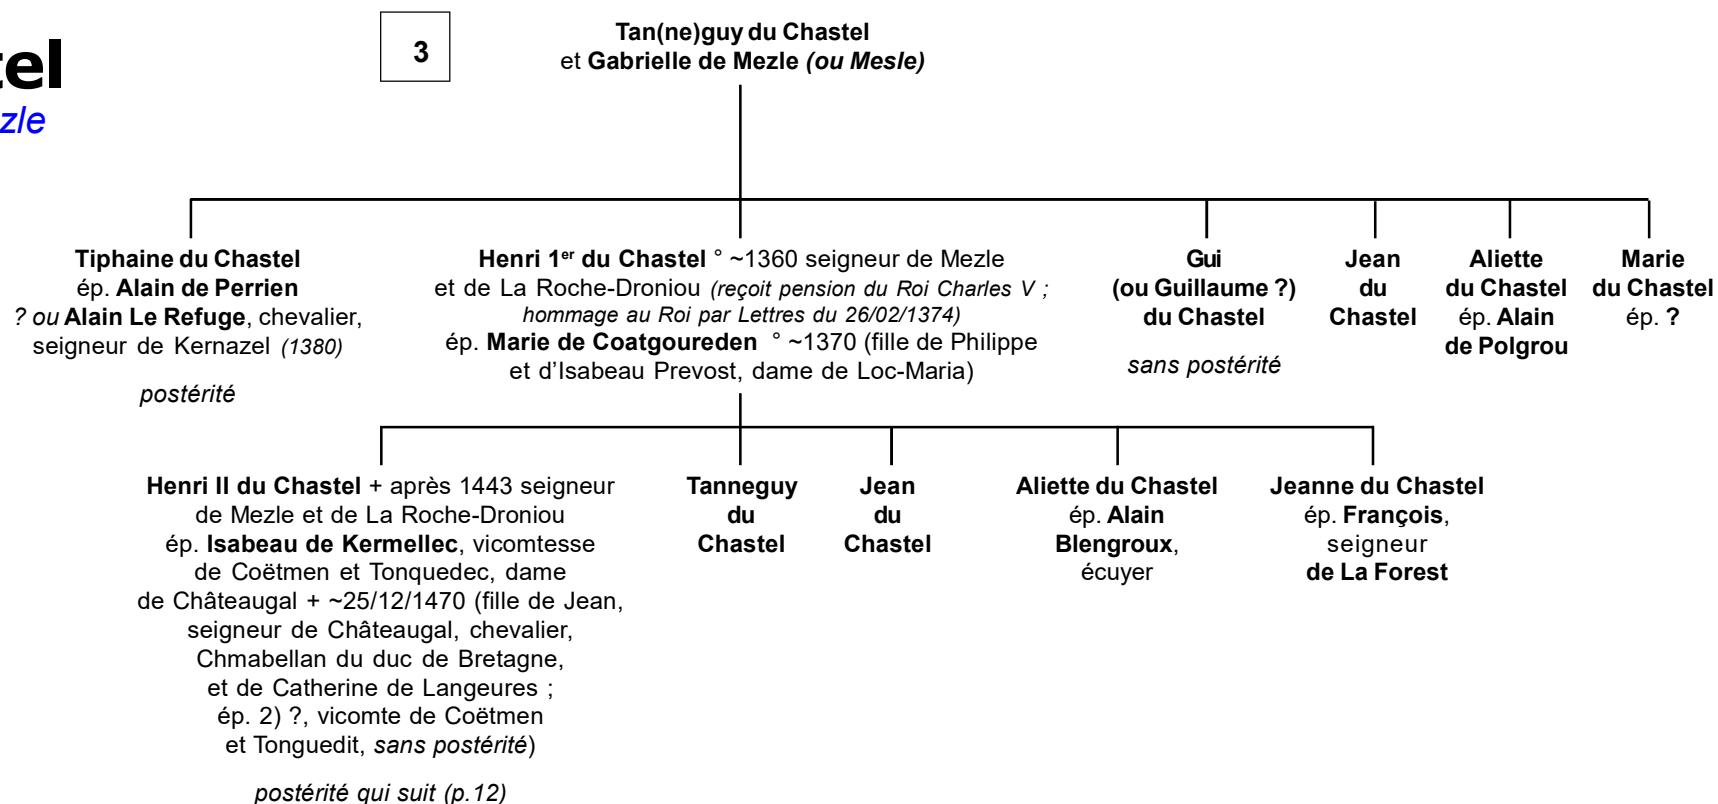 tel
zle
3
Tan(ne)guy du Chastel
et Gabrielle de Mezle (ou Mesle)
Tiphaine du Chastel
ép. Alain de Perrien
? ou Alain Le Refuge, chevalier,
seigneur de Kernazel (1380)
postérité
Henri 1er du Chastel ° ~1360 seigneur de Mezle
et de La Roche-Droniou (reçoit pension du Roi Charles V ;
hommage au Roi par Lettres du 26/02/1374)
ép. Marie de Coatgoureden ° ~1370 (fille de Philippe
et d’Isabeau Prevost, dame de Loc-Maria)
Gui
(ou Guillaume ?)
du Chastel
sans postérité
Jean
du
Chastel
Aliette
du Chastel
ép. Alain
de Polgrou
Marie
du Chastel
ép. ?
Henri II du Chastel + après 1443 seigneur
de Mezle et de La Roche-Droniou
ép. Isabeau de Kermellec, vicomtesse
de Coëtmen et Tonquedec, dame
de Châteaugal + ~25/12/1470 (fille de Jean,
seigneur de Châteaugal, chevalier,
Chmabellan du duc de Bretagne,
et de Catherine de Langeures ;
ép. 2) ?, vicomte de Coëtmen
et Tonguedit, sans postérité)
postérité qui suit (p.12)
Tanneguy
du
Chastel
Jean
du
Chastel
Aliette du Chastel
ép. Alain
Blengroux,
écuyer
Jeanne du Chastel
ép. François,
seigneur
de La Forest